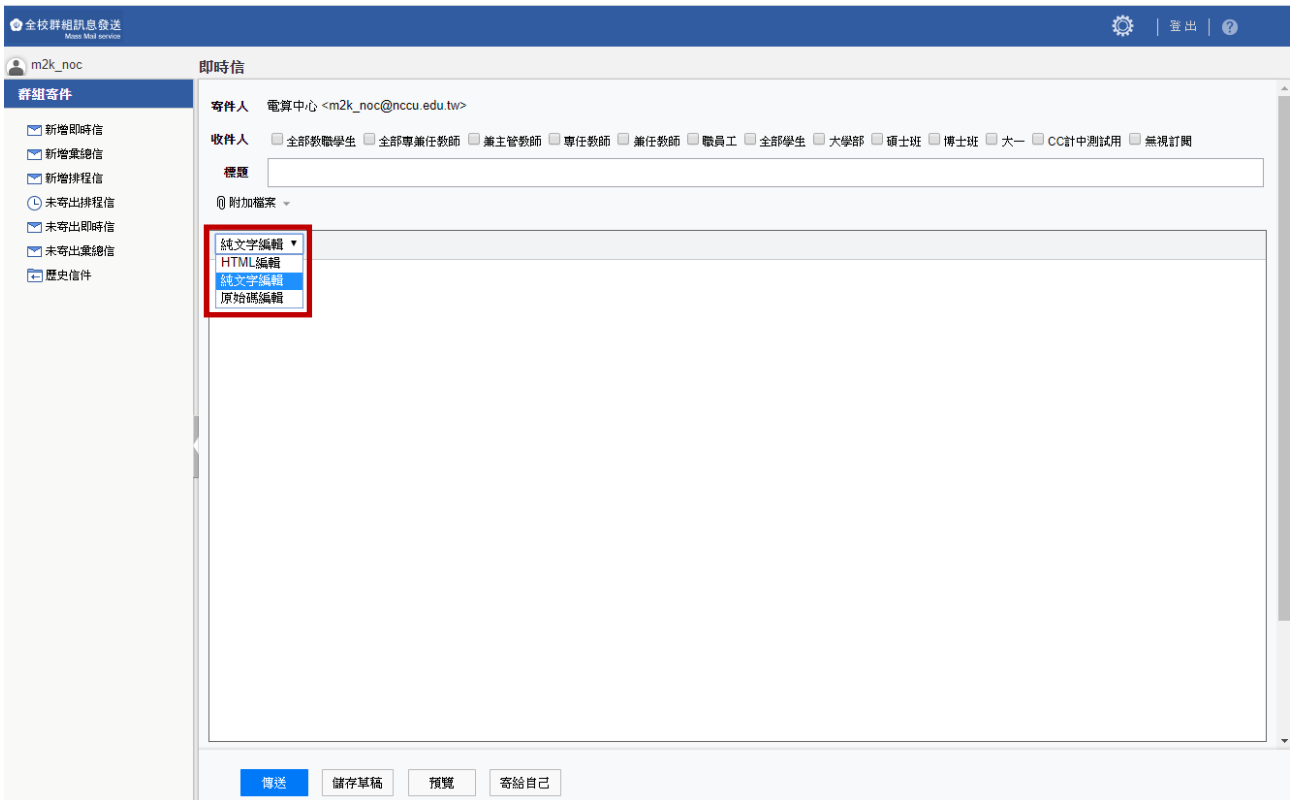 全校群組訊息發送
Mass Mail service
登出
m2k_noc
即時信
群組寄件
新增即時信
新增彙總信
新增排程信
未寄出排程信
未寄出即時信
未寄出彙總信
歷史信件
寄件人 電算中心 <m2k_noc@nccu.edu.tw>
收件人 全部教職學生 全部專兼任教師 兼主管教師 專任教師 兼任教師 職員工 全部學生 大學部 碩士班 博士班 大一 CC計中測試用 無視訂閱
標題
附加檔案
純文字編輯
HTML編輯
純文字編輯
原始碼編輯
傳送 儲存草稿 預覽 寄給自己